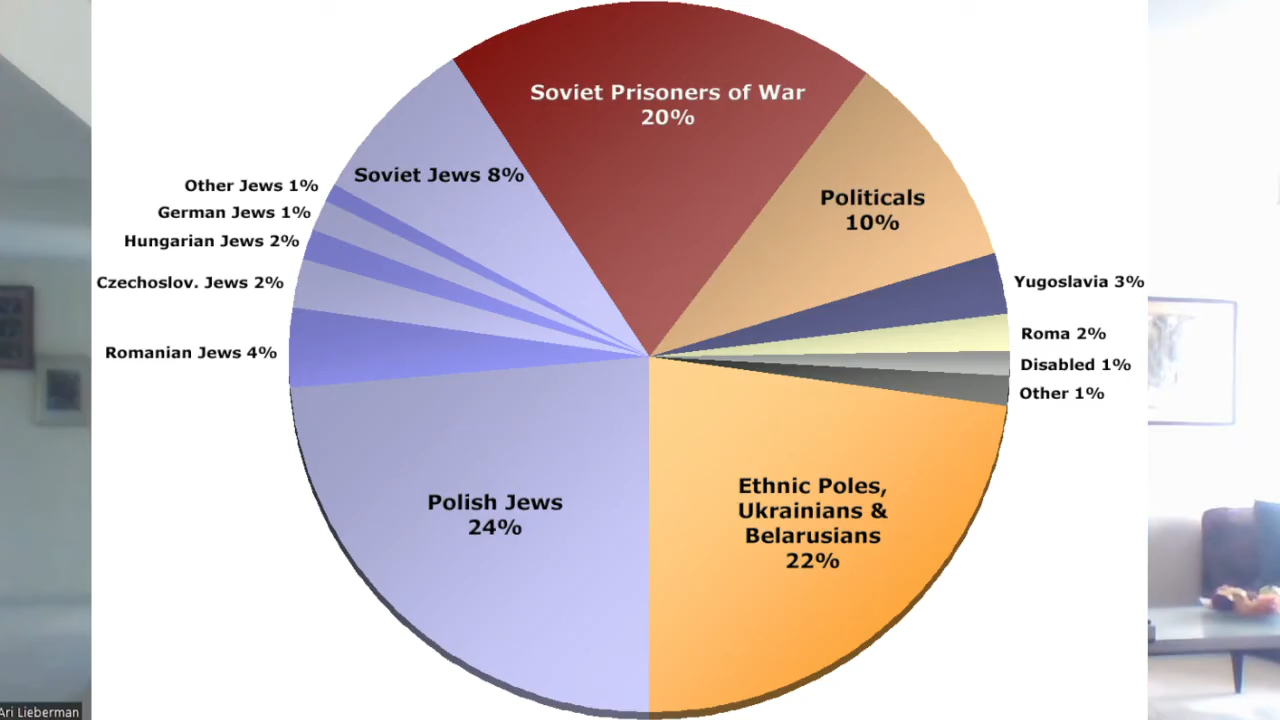 Soviet Prisoners of War
20%
Politicals
10%
Yugoslavia 3%
Roma 2%
Disabled 1%
Other 1%
Ethnic Poles,
Ukrainians &
Belarusians
22%
Polish Jews
24%
Romanian Jews 4%
Czechoslov. Jews 2%
Hungarian Jews 2%
German Jews 1%
Other Jews 1%
Soviet Jews 8%
Ari Lieberman